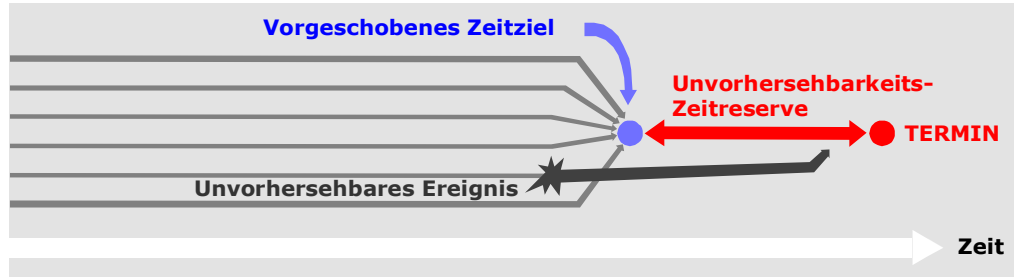 Vorgeschobenes Zeitziel
Unvorhersehbarkeits-
Zeitreserve
TERMIN
Unvorhersehbares Ereignis
Zeit